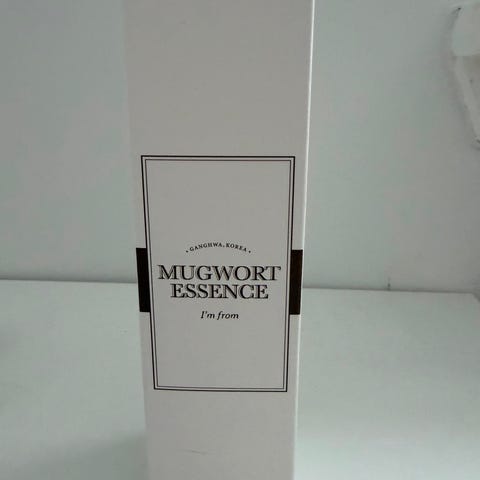 • GANGHWA, KOREA •
MUGWORT
ESSENCE
I'm from